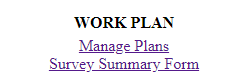 WORK PLAN
Manage Plans
Survey Summary Form